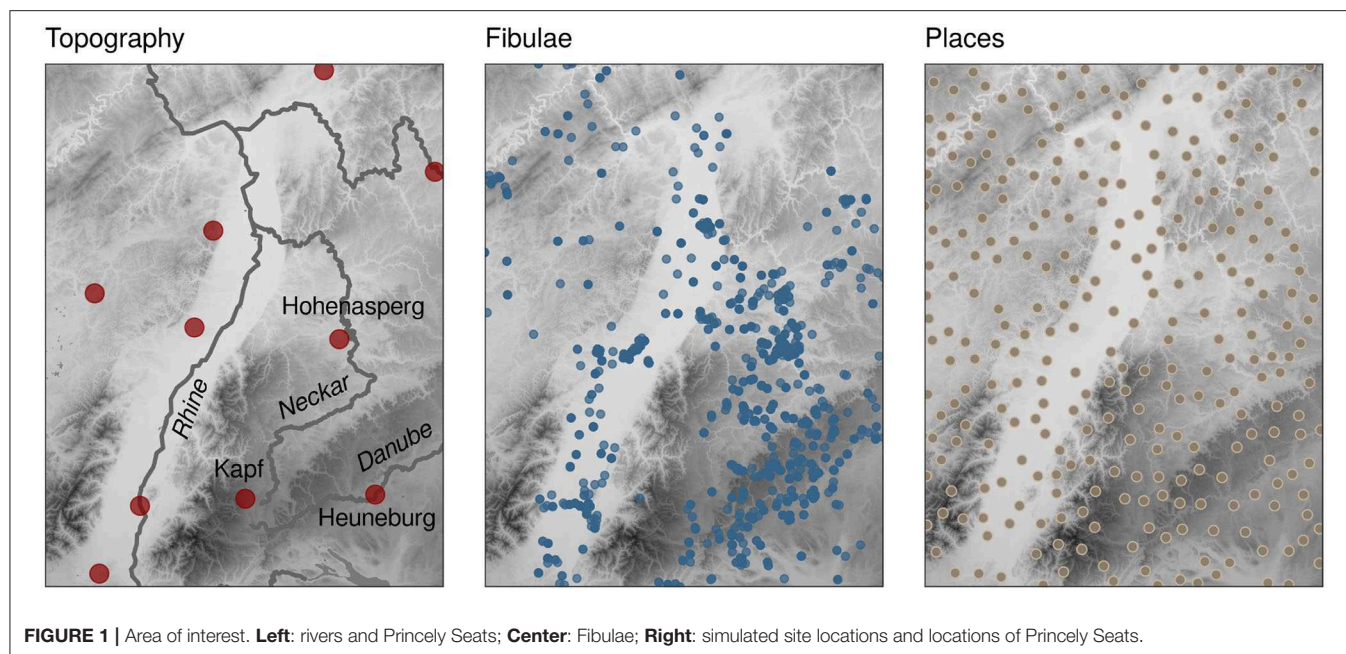 Topography
Fibulae
Places
Hohenasperg
Rhine
Neckar
Danube
Kapf
Heuneburg
FIGURE 1 | Area of interest. Left: rivers and Princely Seats; Center: Fibulae; Right: simulated site locations and locations of Princely Seats.